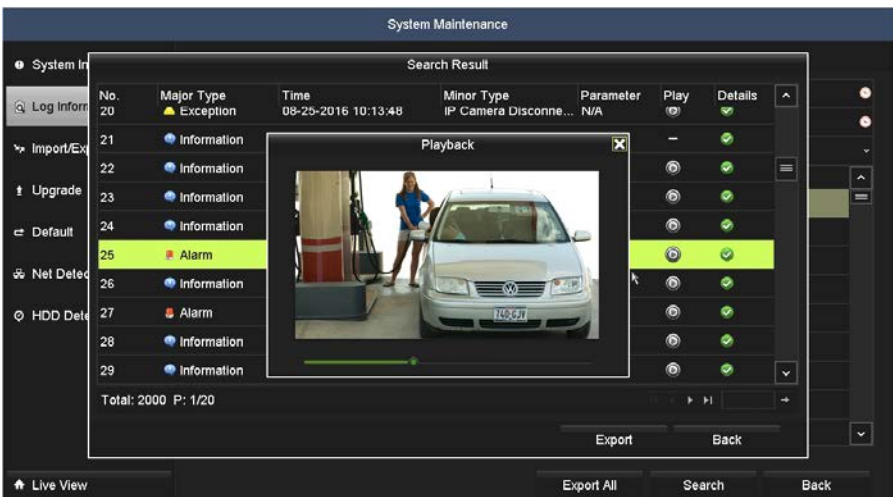 System Maintenance
System In
Search Result
Log Inform
No. Major Type Time Minor Type Parameter Play Details
20 Exception 08-25-2016 10:13:48 IP Camera Disconne... N/A
Import/Exp
21 Information
Playback
22 Information
Upgrade
23 Information
24 Information
Default
25 Alarm
Net Detec
26 Information
27 Alarm
740·GJV
HDD Dete
28 Information
29 Information
Total: 2000 P: 1/20
Export Back
Live View
Export All Search Back